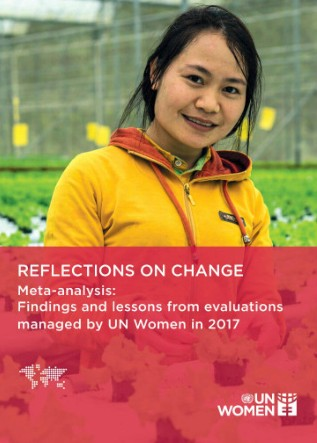 REFLECTIONS ON CHANGE
Meta-analysis:
Findings and lessons from evaluations
managed by UN Women in 2017
UN
WOMEN